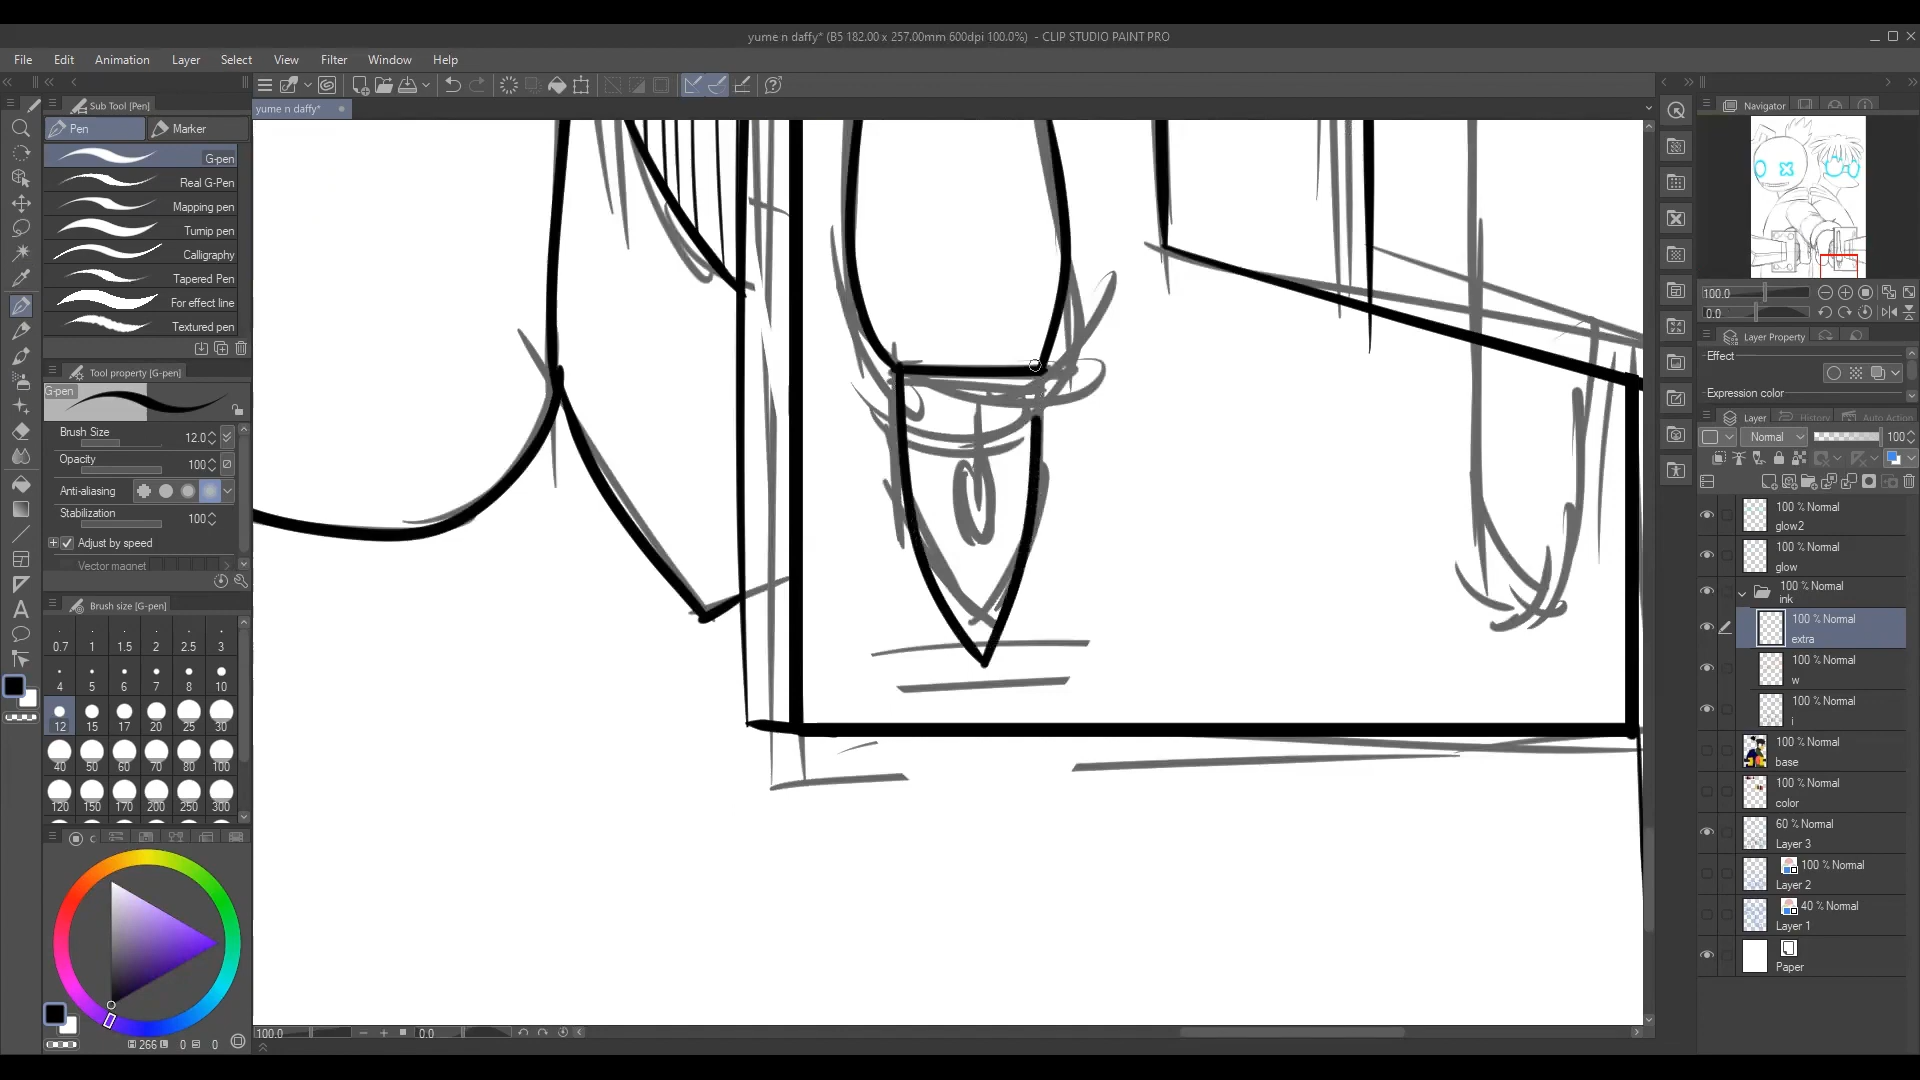 yume n daffy* (B5 182.00 x 257.00mm 600dpi 100.0%) - CLIP STUDIO PAINT PRO
File Edit Animation Layer Select View Filter Window Help
Sub Tool [Pen]
yume n daffy*
Navigator
Pen
Marker
G-pen
Real G-Pen
Mapping pen
Turnip pen
Calligraphy
Tapered Pen
For effect line
Textured pen
Tool property [G-pen]
G-pen
Brush Size 12.0
Opacity 100
Anti-aliasing
Stabilization 100
Adjust by speed
Vector magnet
Brush size [G-pen]
0.7 1 1.5 2 2.5 3
4 5 6 7 8 10
12 15 17 20 25 30
40 50 60 70 80 100
120 150 170 200 250 300
C
266 0 0
100.0 0.0
100.0
0.0
Layer Property
Effect
Expression color
Layer History Auto Action
Normal 100
100 % Normal
glow2
100 % Normal
glow
100 % Normal
ink
100 % Normal
extra
100 % Normal
w
100 % Normal
i
100 % Normal
base
100 % Normal
color
60 % Normal
Layer 3
100 % Normal
Layer 2
40 % Normal
Layer 1
Paper